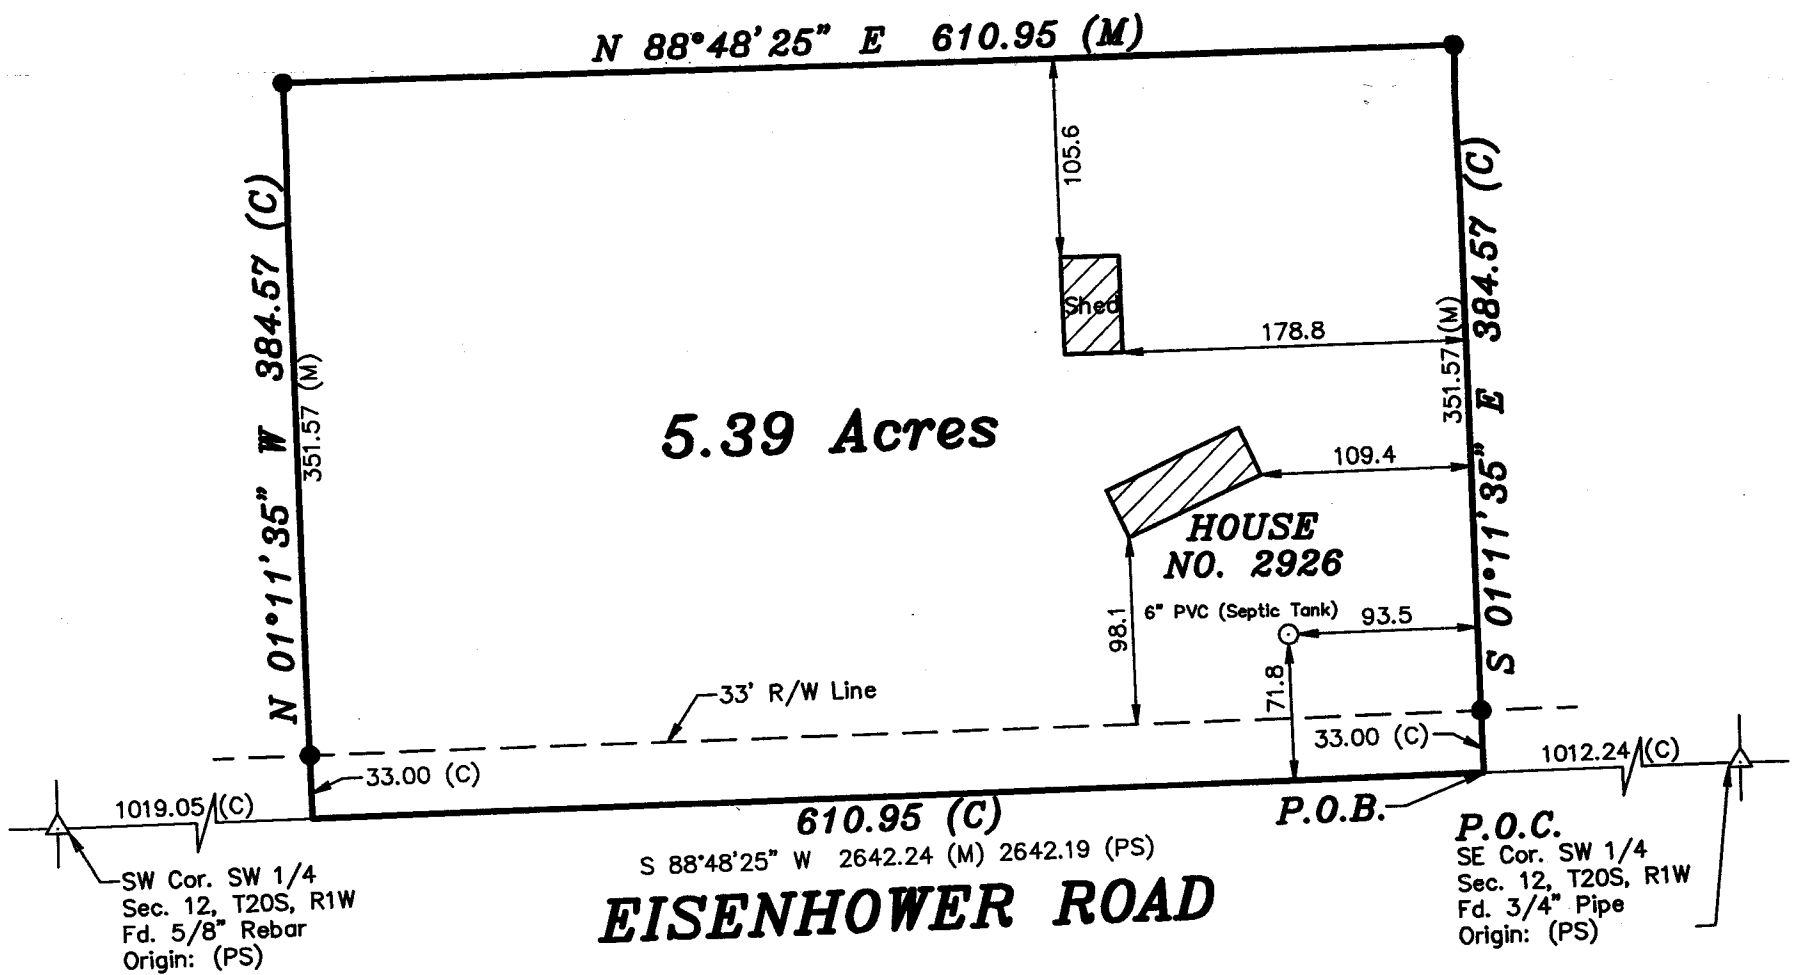 N 88°48'25" E 610.95 (M)
N 01°11'35" W 384.57 (C)
351.57 (M)
105.6
Shed
178.8
351.57 (M)
S 01°11'35" E 384.57 (C)
5.39 Acres
109.4
HOUSE
NO. 2926
6" PVC (Septic Tank)
93.5
98.1
71.8
33' R/W Line
33.00 (C)
33.00 (C)
1012.24 (C)
1019.05 (C)
610.95 (C)
P.O.B.
S 88°48'25" W 2642.24 (M) 2642.19 (PS)
EISENHOWER ROAD
SW Cor. SW 1/4
Sec. 12, T20S, R1W
Fd. 5/8" Rebar
Origin: (PS)
P.O.C.
SE Cor. SW 1/4
Sec. 12, T20S, R1W
Fd. 3/4" Pipe
Origin: (PS)